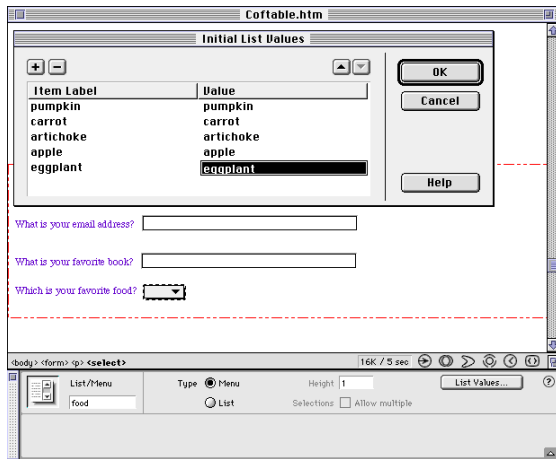 Coftable.htm
Initial List Values
OK
Cancel
Help
Item Label Value
pumpkin pumpkin
carrot carrot
artichoke artichoke
apple apple
eggplant eggplant
What is your email address?
What is your favorite book?
Which is your favorite food?
<body> <form> <p> <select> 16K / 5 sec
List/Menu Type Menu Height 1 List Values... ?
food List Selections Allow multiple